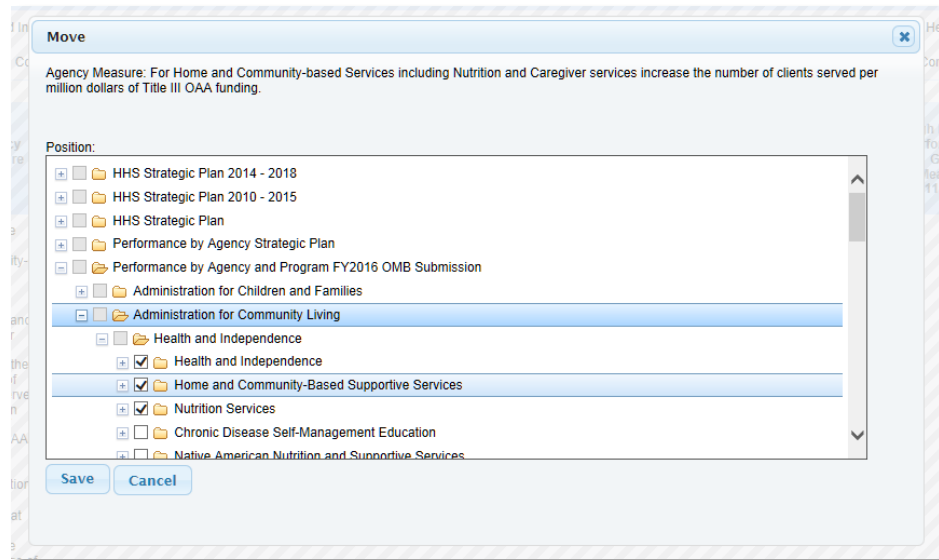 Move
Agency Measure: For Home and Community-based Services including Nutrition and Caregiver services increase the number of clients served per
million dollars of Title III OAA funding.
Position:
HHS Strategic Plan 2014 - 2018
HHS Strategic Plan 2010 - 2015
HHS Strategic Plan
Performance by Agency Strategic Plan
Performance by Agency and Program FY2016 OMB Submission
Administration for Children and Families
Administration for Community Living
Health and Independence
Health and Independence
Home and Community-Based Supportive Services
Nutrition Services
Chronic Disease Self-Management Education
Native American Nutrition and Supportive Services
Save
Cancel